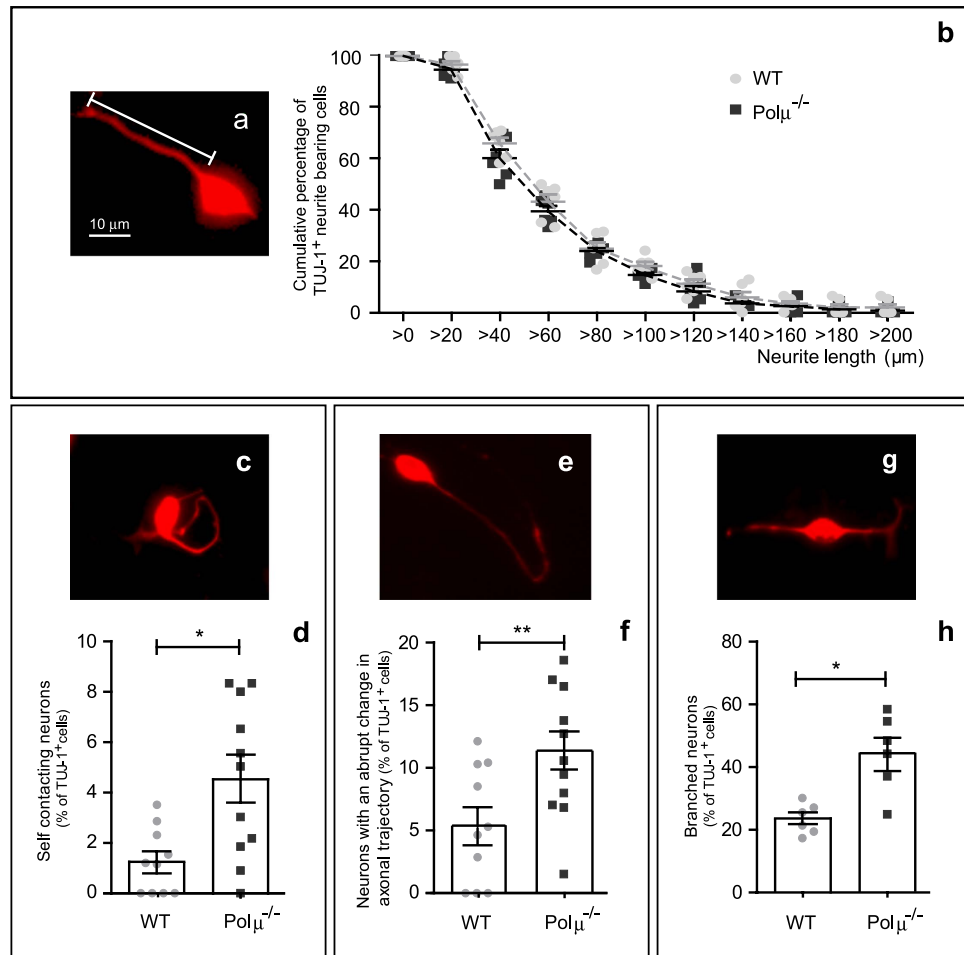 a
10 μm
b
Cumulative percentage of
TUJ-1⁺ neurite bearing cells
100
80
60
40
20
0
WT
Polμ⁻/⁻
>0 >20 >40 >60 >80 >100 >120 >140 >160 >180 >200
Neurite length (μm)
c
d
Self contacting neurons
(% of TUJ-1⁺cells)
10
8
6
4
2
0
*
WT Polμ⁻/⁻
e
f
Neurons with an abrupt change in
axonal trajectory (% of TUJ-1⁺ cells)
20
15
10
5
0
**
WT Polμ⁻/⁻
g
h
Branched neurons
(% of TUJ-1⁺ cells)
80
60
40
20
0
*
WT Polμ⁻/⁻